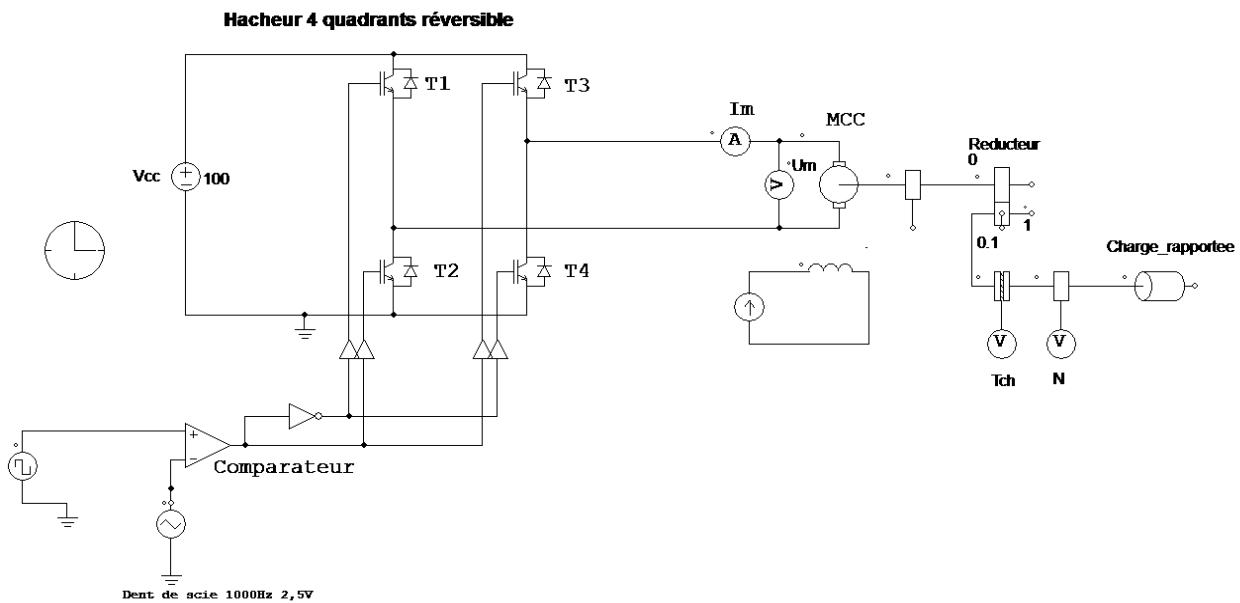 Hacheur 4 quadrants réversible
T1
T3
Im
A
MCC
Vcc
+
−
100
V
Um
Réducteur
0
0.1
1
Charge_rapportee
T2
T4
V
V
Tch
N
+
−
Comparateur
Dent de scie 1000Hz 2,5V